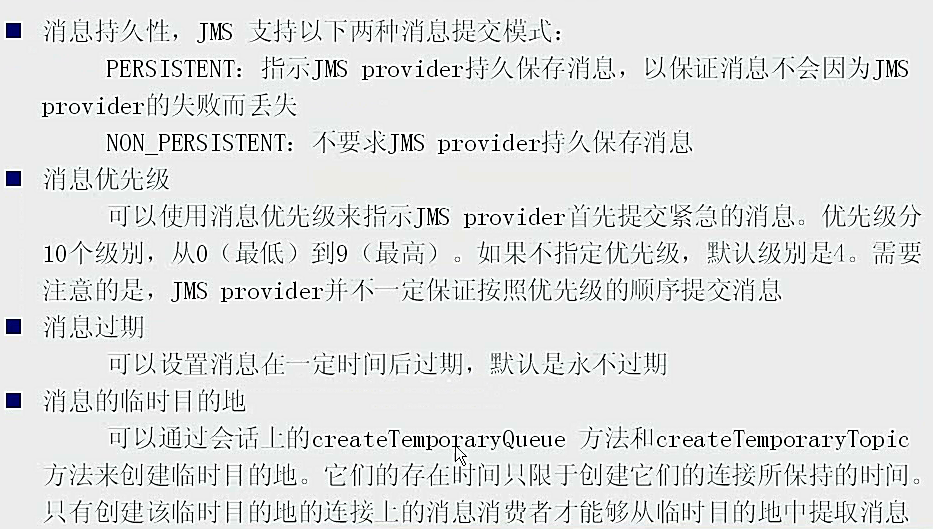 消息持久性，JMS 支持以下两种消息提交模式：
PERSISTENT：指示JMS provider持久保存消息，以保证消息不会因为JMS
provider的失败而丢失
NON_PERSISTENT：不要求JMS provider持久保存消息
消息优先级
可以使用消息优先级来指示JMS provider首先提交紧急的消息。优先级分
10个级别，从0（最低）到9（最高）。如果不指定优先级，默认级别是4。需要
注意的是，JMS provider并不一定保证按照优先级的顺序提交消息
消息过期
可以设置消息在一定时间后过期，默认是永不过期
消息的临时目的地
可以通过会话上的createTemporaryQueue 方法和createTemporaryTopic
方法来创建临时目的地。它们的存在时间只限于创建它们的连接所保持的时间。
只有创建该临时目的地的连接上的消息消费者才能够从临时目的地中提取消息